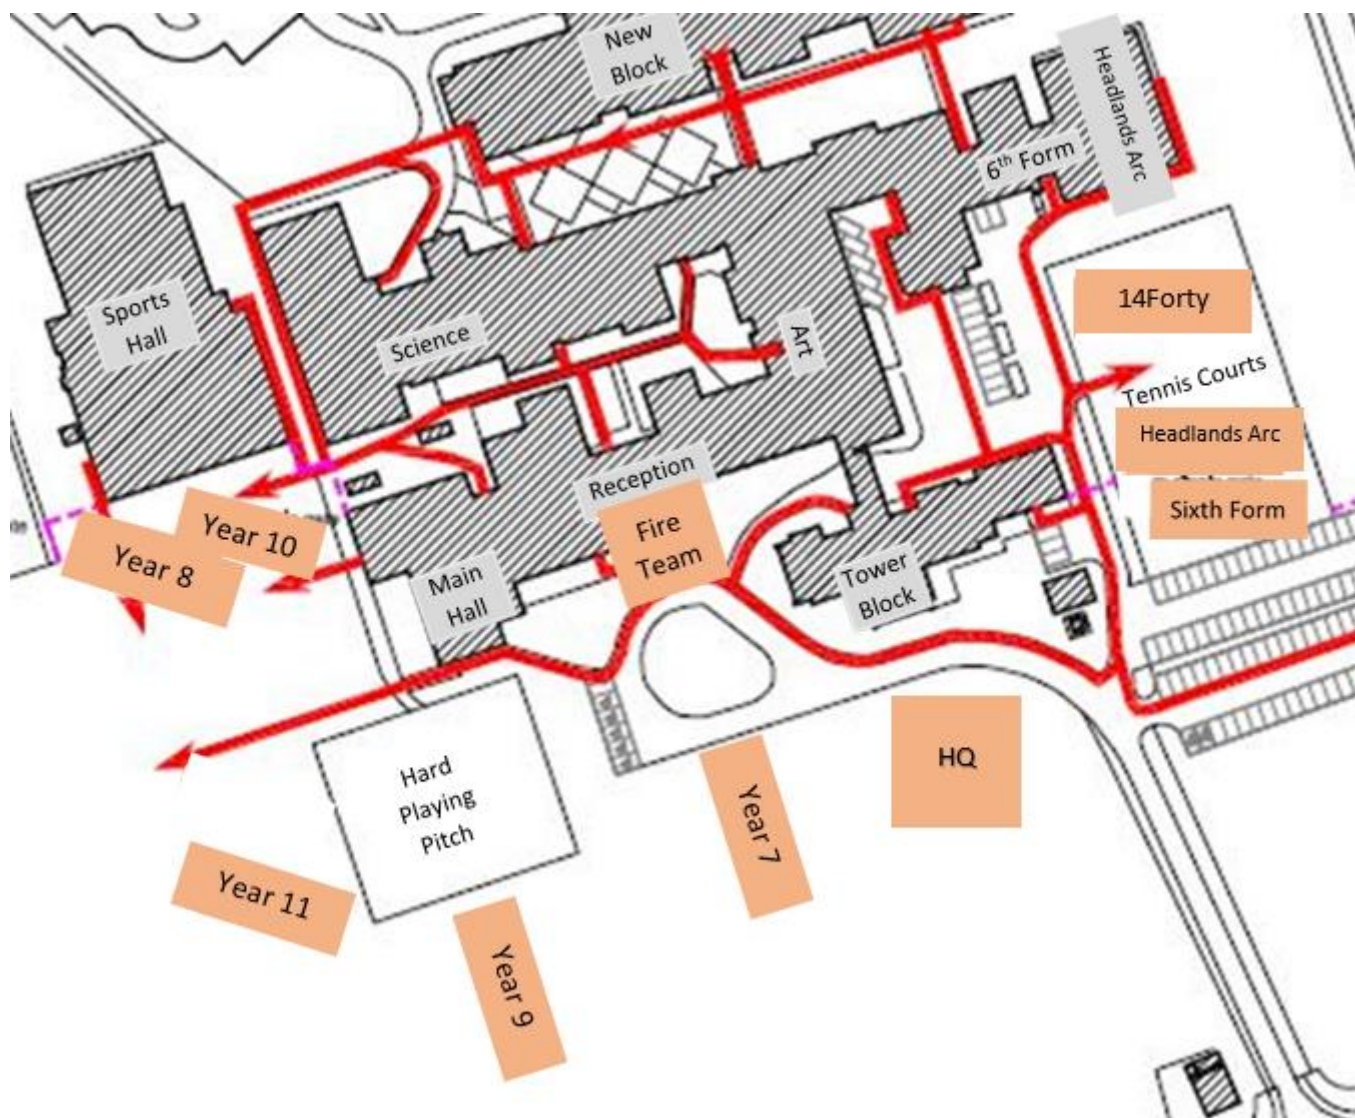 New
Block
Headlands Arc
6th Form
Sports
Hall
Science
Art
14Forty
Tennis Courts
Headlands Arc
Sixth Form
Reception
Fire
Team
Year 10
Year 8
Main
Hall
Tower
Block
HQ
Hard
Playing
Pitch
Year 7
Year 11
Year 9